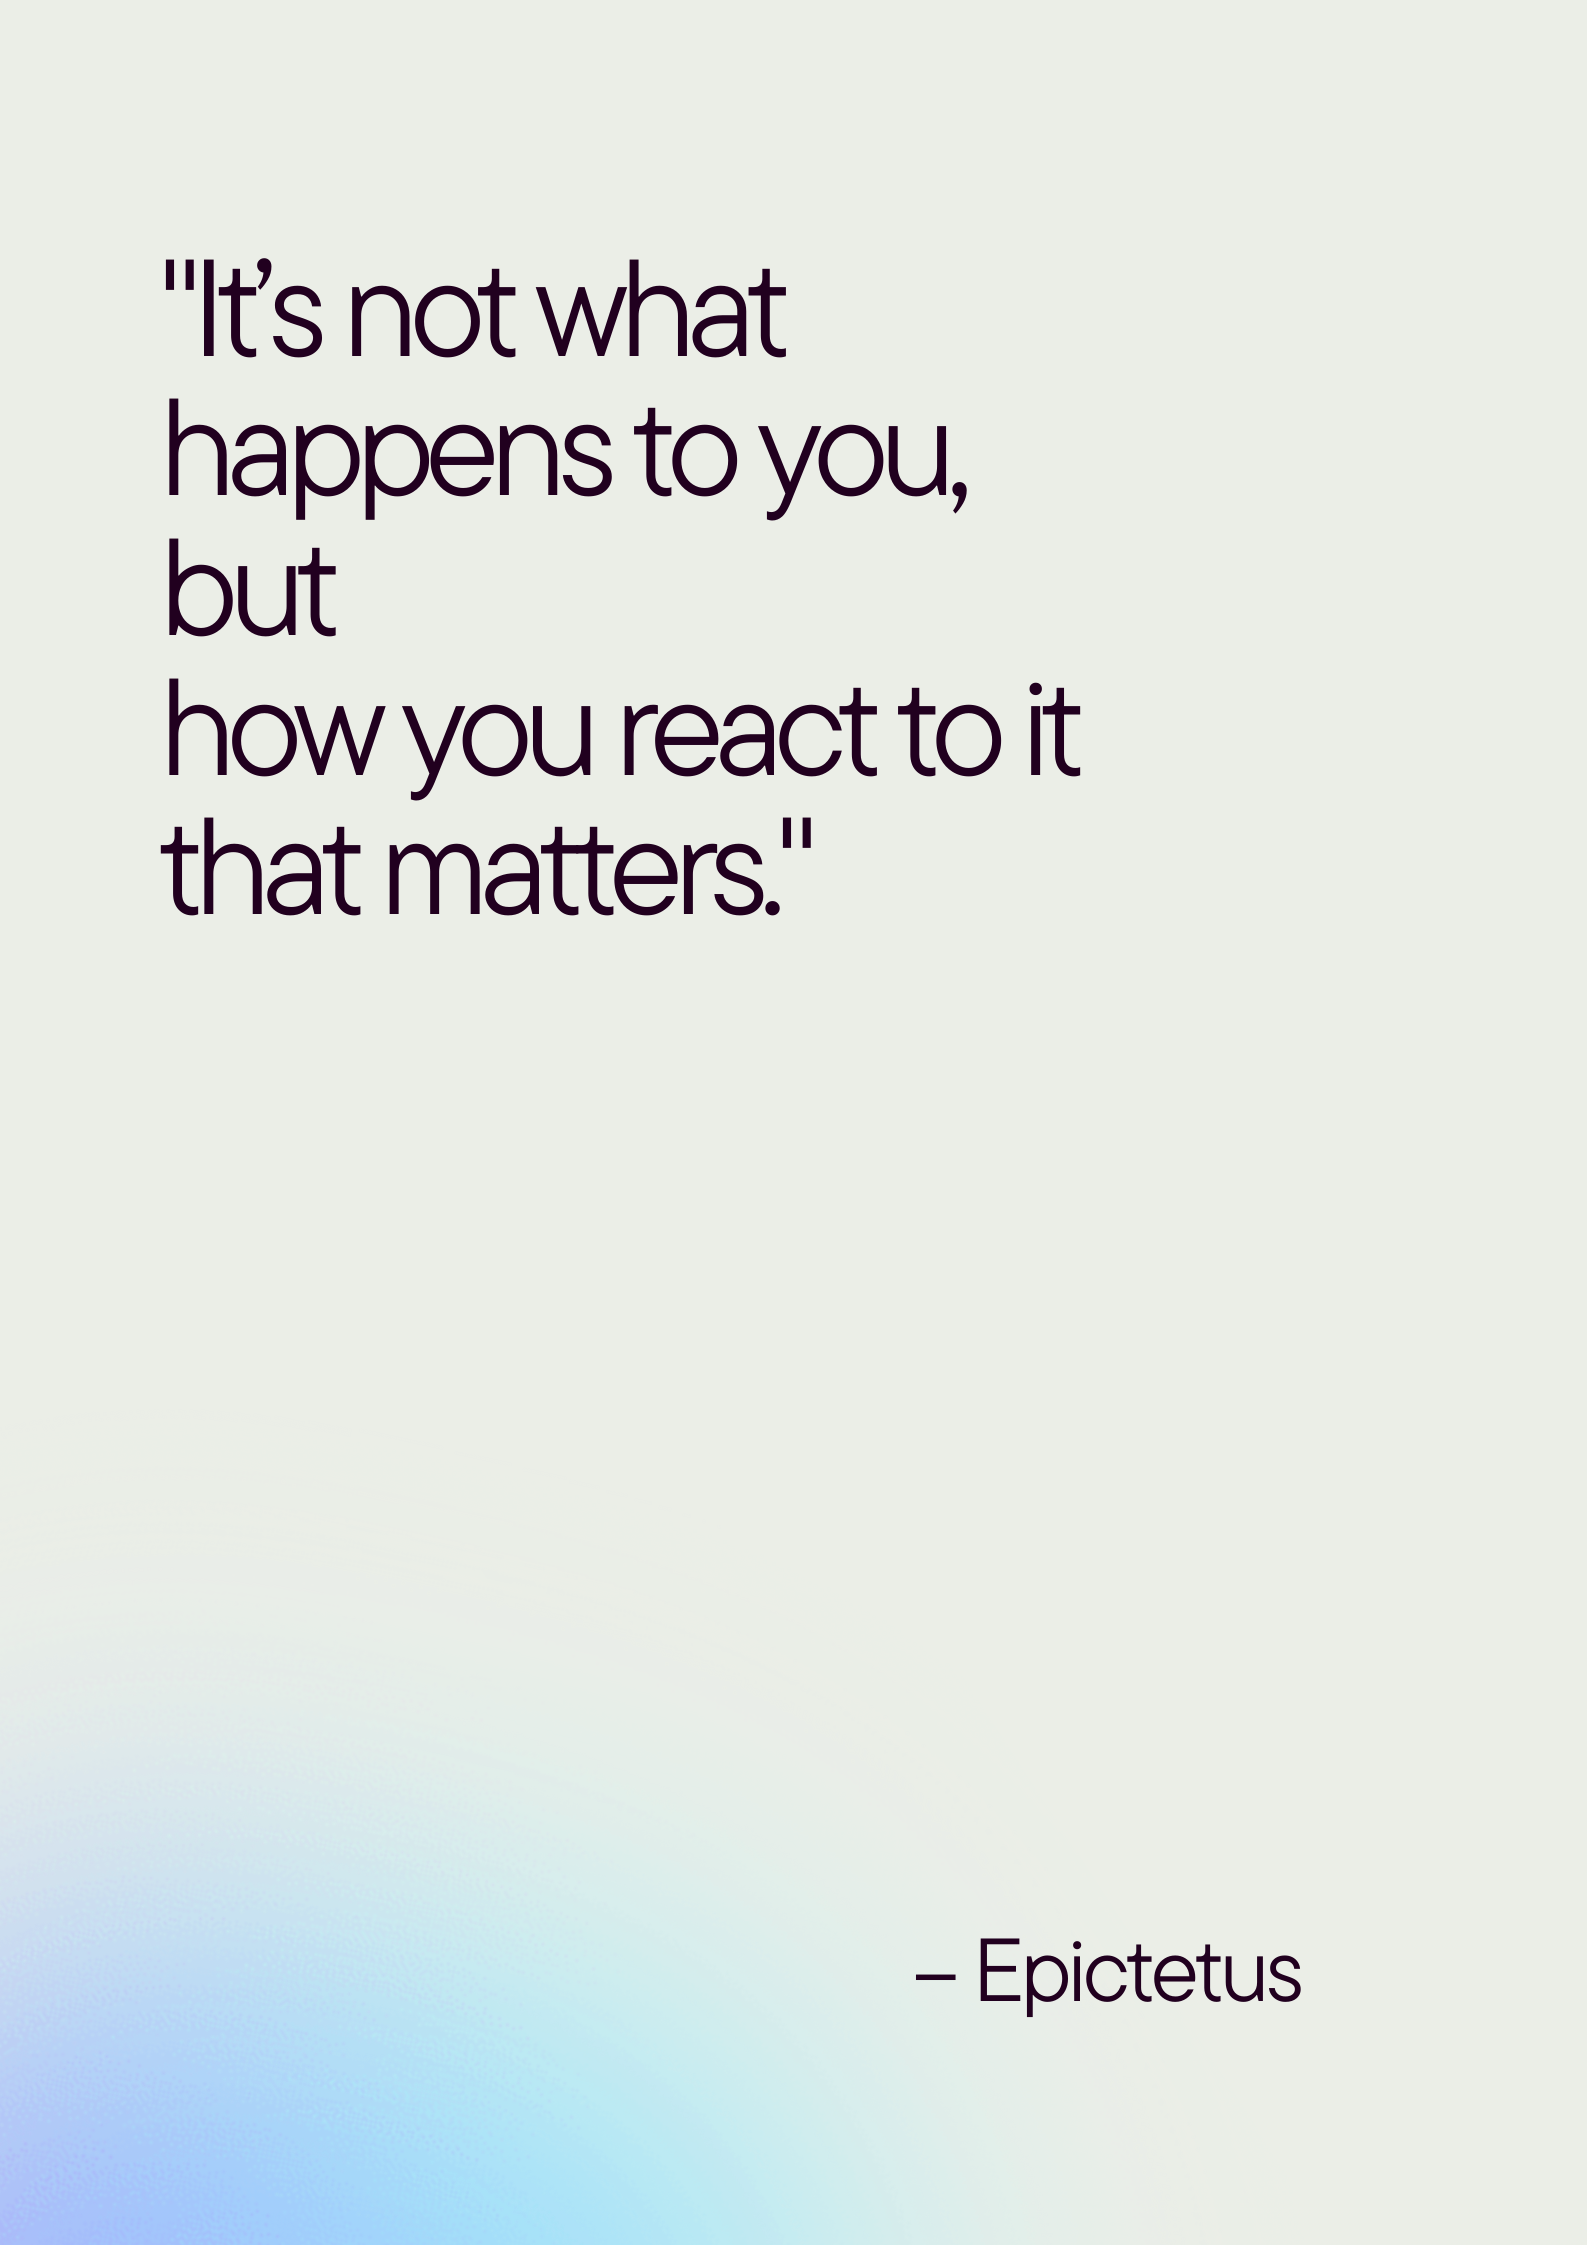 "It’s not what
happens to you,
but
how you react to it
that matters."
– Epictetus